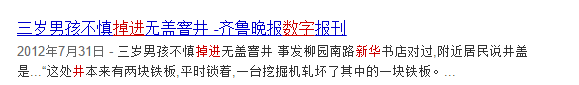 三岁男孩不慎掉进无盖窨井 -齐鲁晚报数字报刊
2012年7月31日 - 三岁男孩不慎掉进无盖窨井 事发柳园南路新华书店对过,附近居民说井盖
是...“这处井本来有两块铁板,平时锁着,一台挖掘机轧坏了其中的一块铁板。...